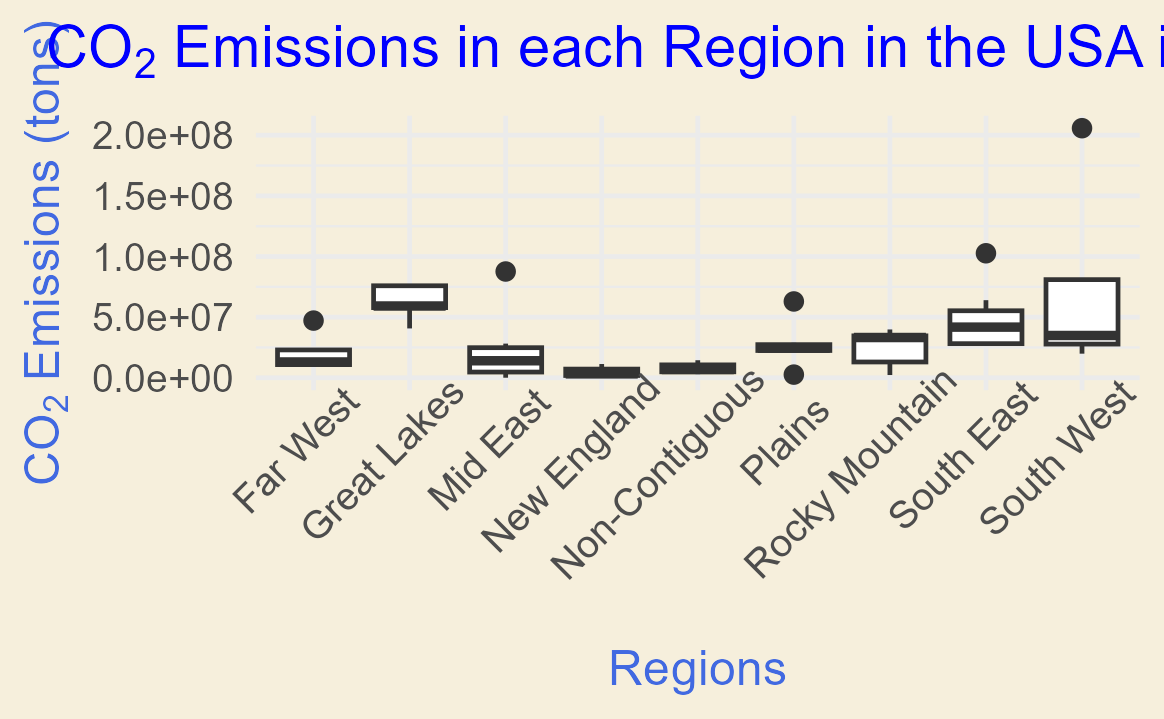 CO₂ Emissions in each Region in the USA i
CO₂ Emissions (tons)
2.0e+08
1.5e+08
1.0e+08
5.0e+07
0.0e+00
Far West
Great Lakes
Mid East
New England
Non-Contiguous
Plains
Rocky Mountain
South East
South West
Regions